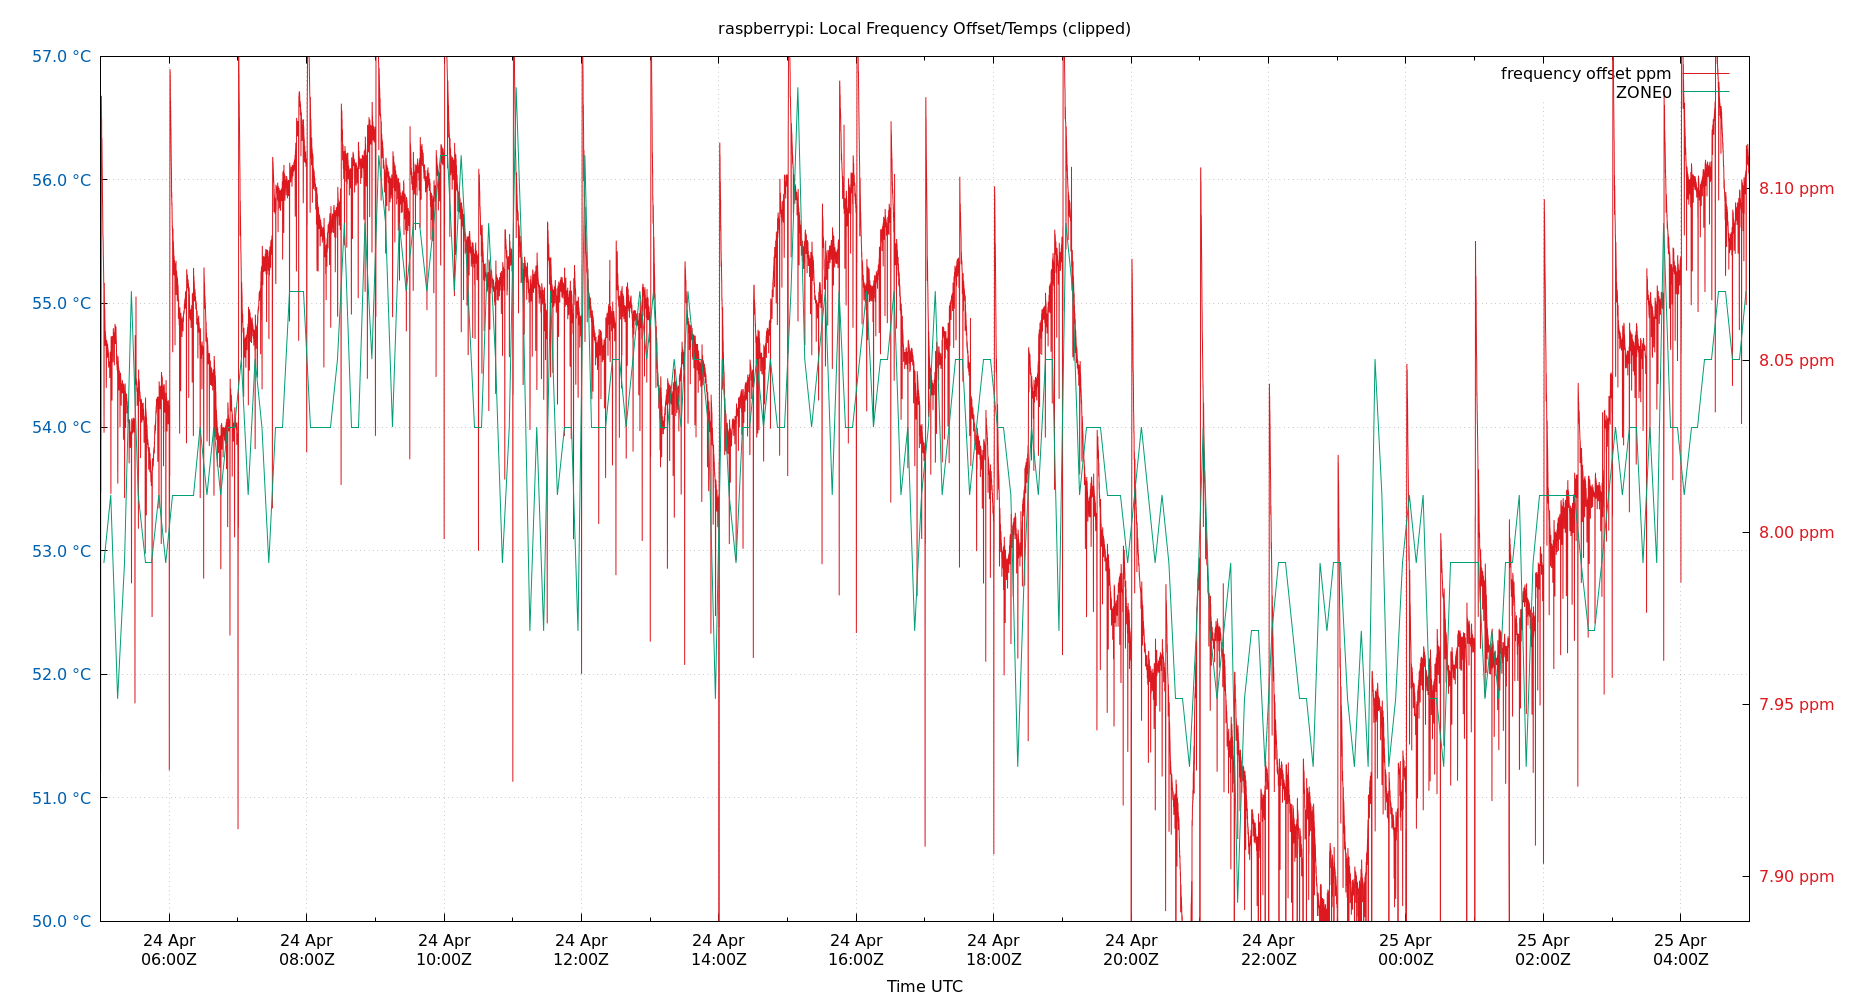 raspberrypi: Local Frequency Offset/Temps (clipped)
frequency offset ppm
ZONE0
57.0 °C
56.0 °C
55.0 °C
54.0 °C
53.0 °C
52.0 °C
51.0 °C
50.0 °C
8.10 ppm
8.05 ppm
8.00 ppm
7.95 ppm
7.90 ppm
24 Apr 24 Apr 24 Apr 24 Apr 24 Apr 24 Apr 24 Apr 24 Apr 24 Apr 25 Apr 25 Apr 25 Apr
06:00Z 08:00Z 10:00Z 12:00Z 14:00Z 16:00Z 18:00Z 20:00Z 22:00Z 00:00Z 02:00Z 04:00Z
Time UTC